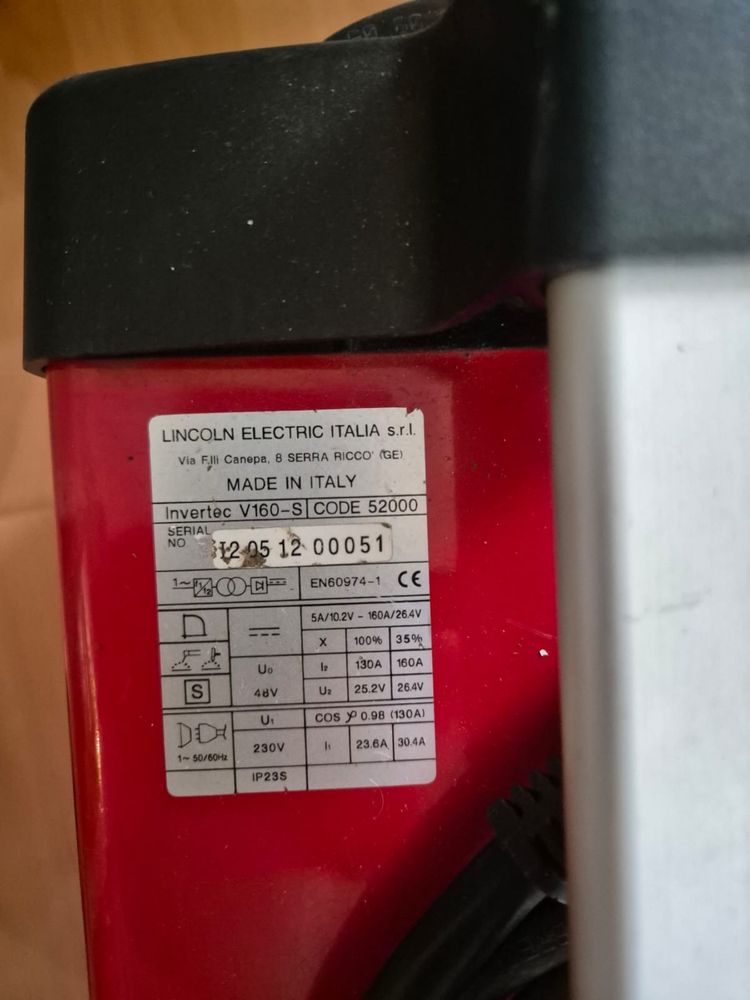 LINCOLN ELECTRIC ITALIA s.r.l.
Via F.lli Canepa, 8 SERRA RICCO' (GE)
MADE IN ITALY
Invertec V160-S CODE 52000
SERIAL
NO. 12 05 12 00051
1~ f1 f2 EN60974-1 CE
5A/10.2V - 160A/26.4V
X 100% 35%
U0 I2 130A 160A
S 48V U2 25.2V 26.4V
U1 COS φ 0.98 (130A)
230V I1 23.6A 30.4A
1~ 50/60Hz
IP23S